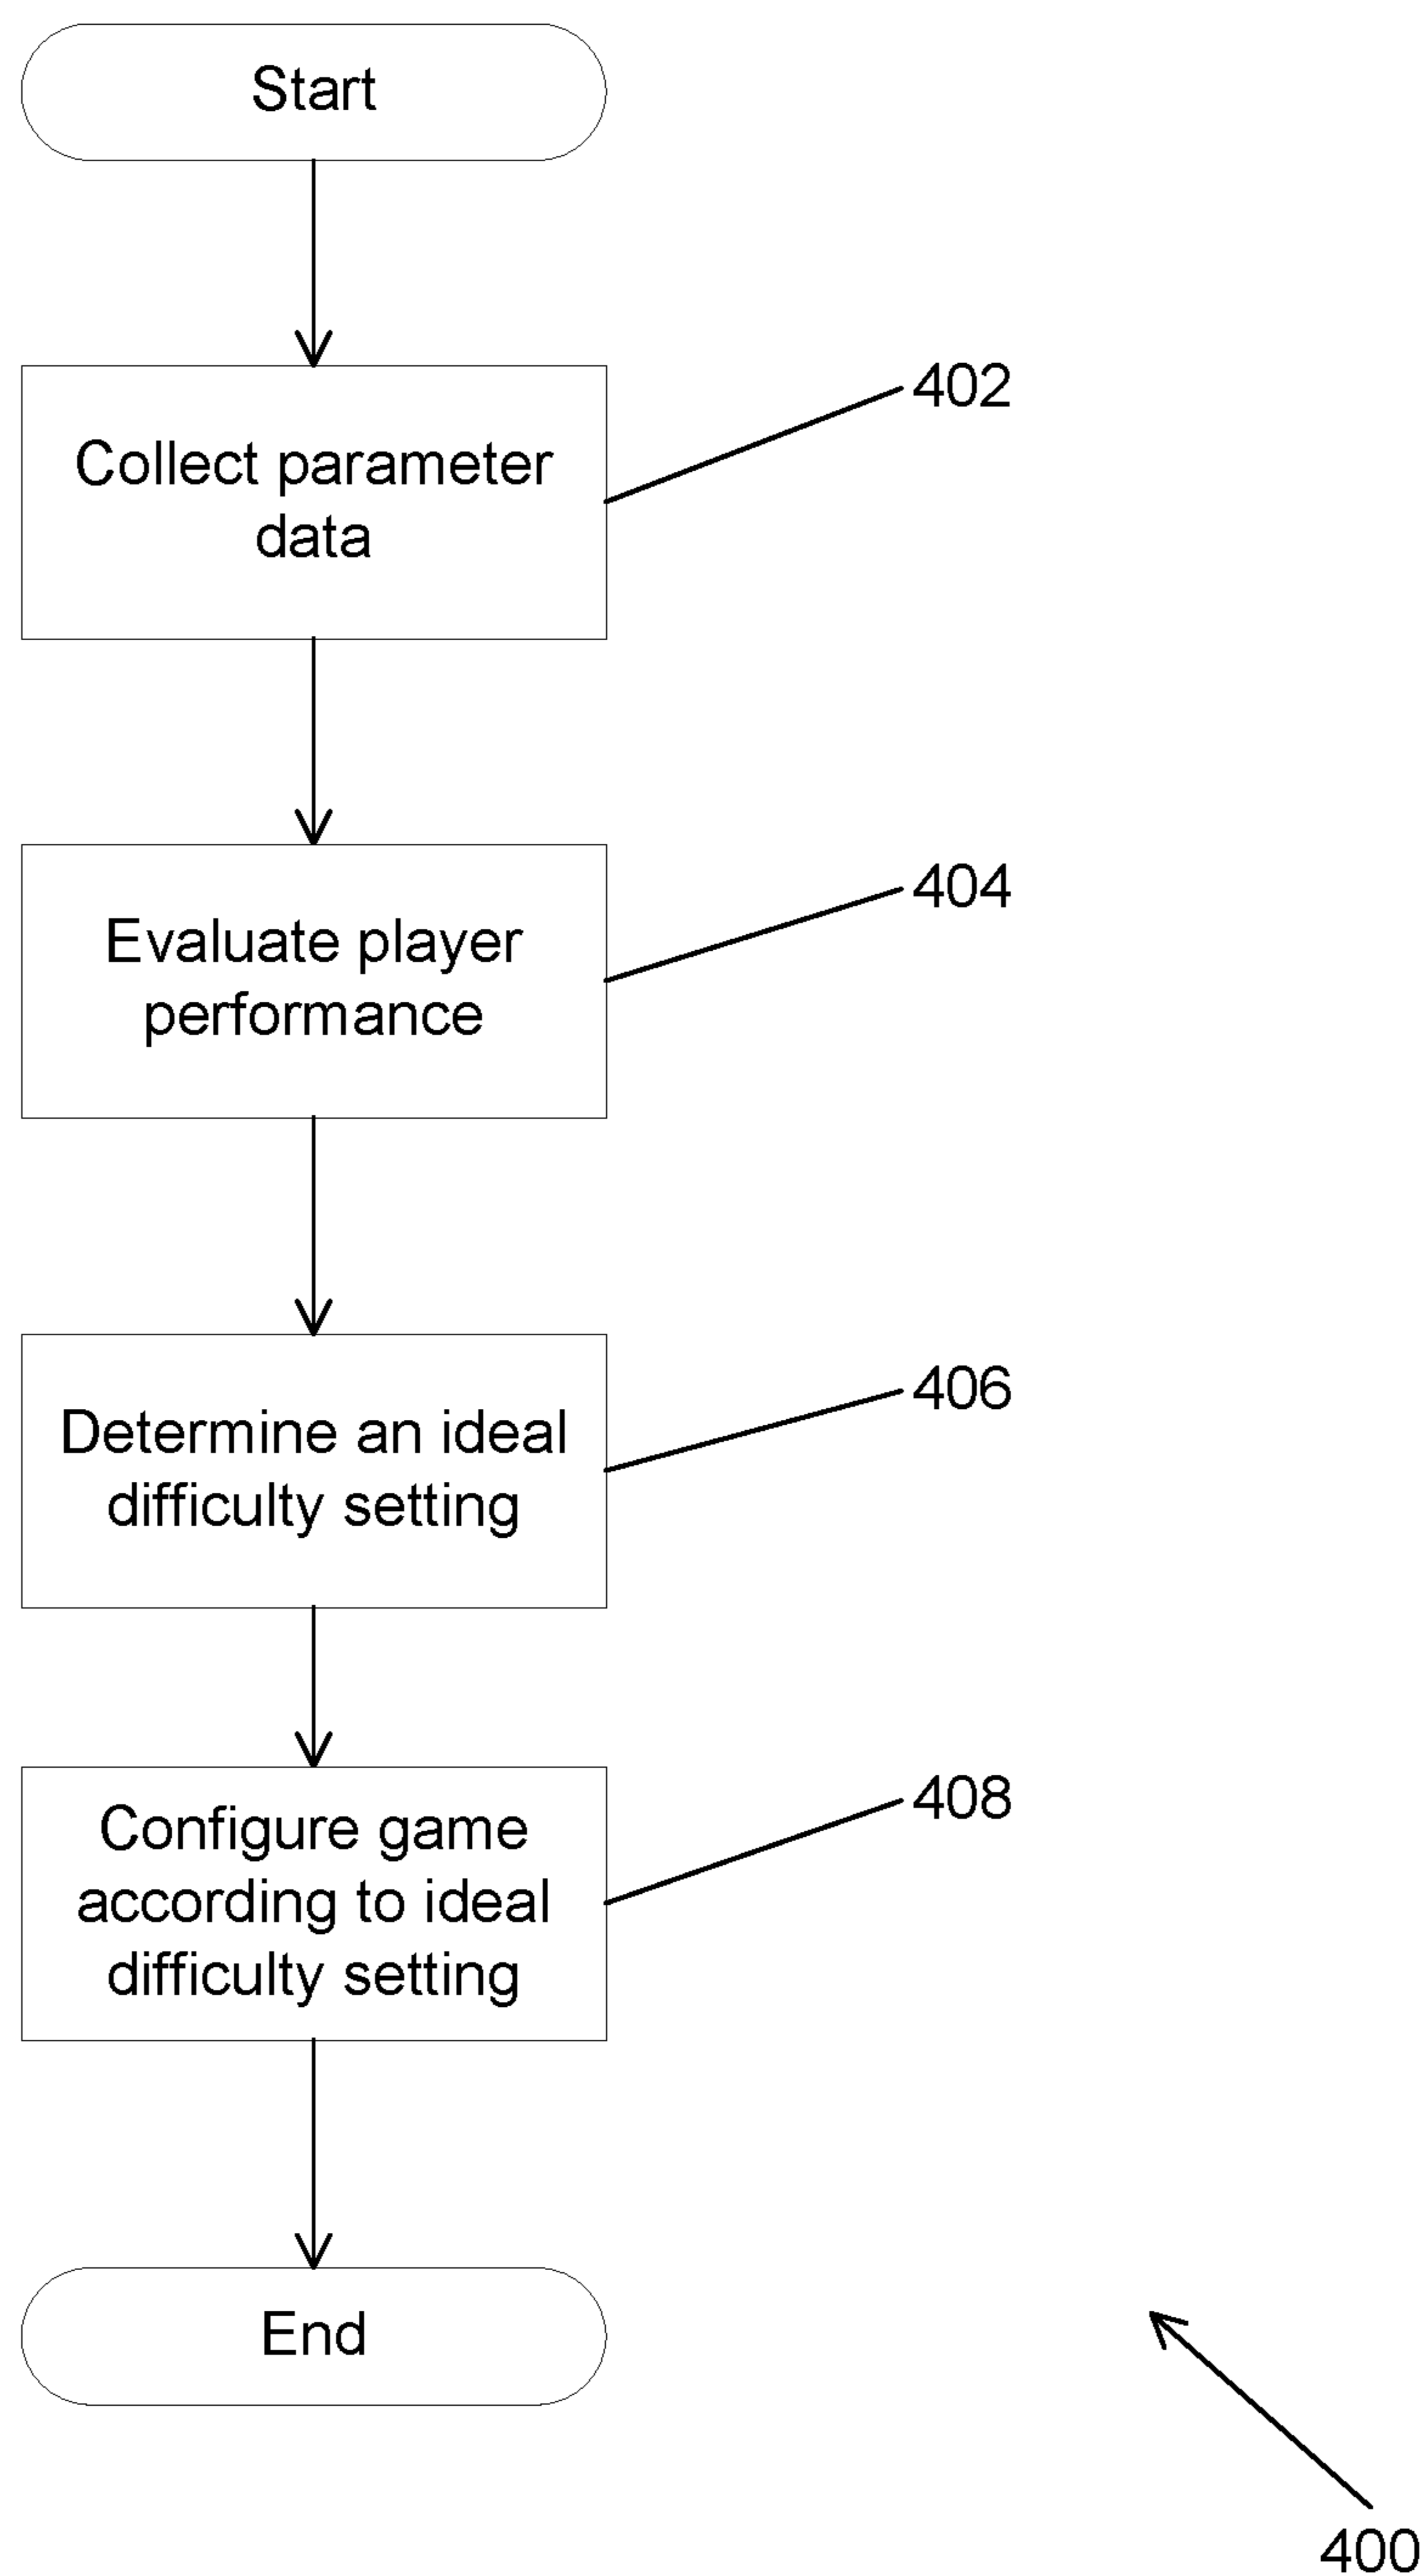 Start
402
Collect parameter
data
404
Evaluate player
performance
406
Determine an ideal
difficulty setting
408
Configure game
according to ideal
difficulty setting
End
400